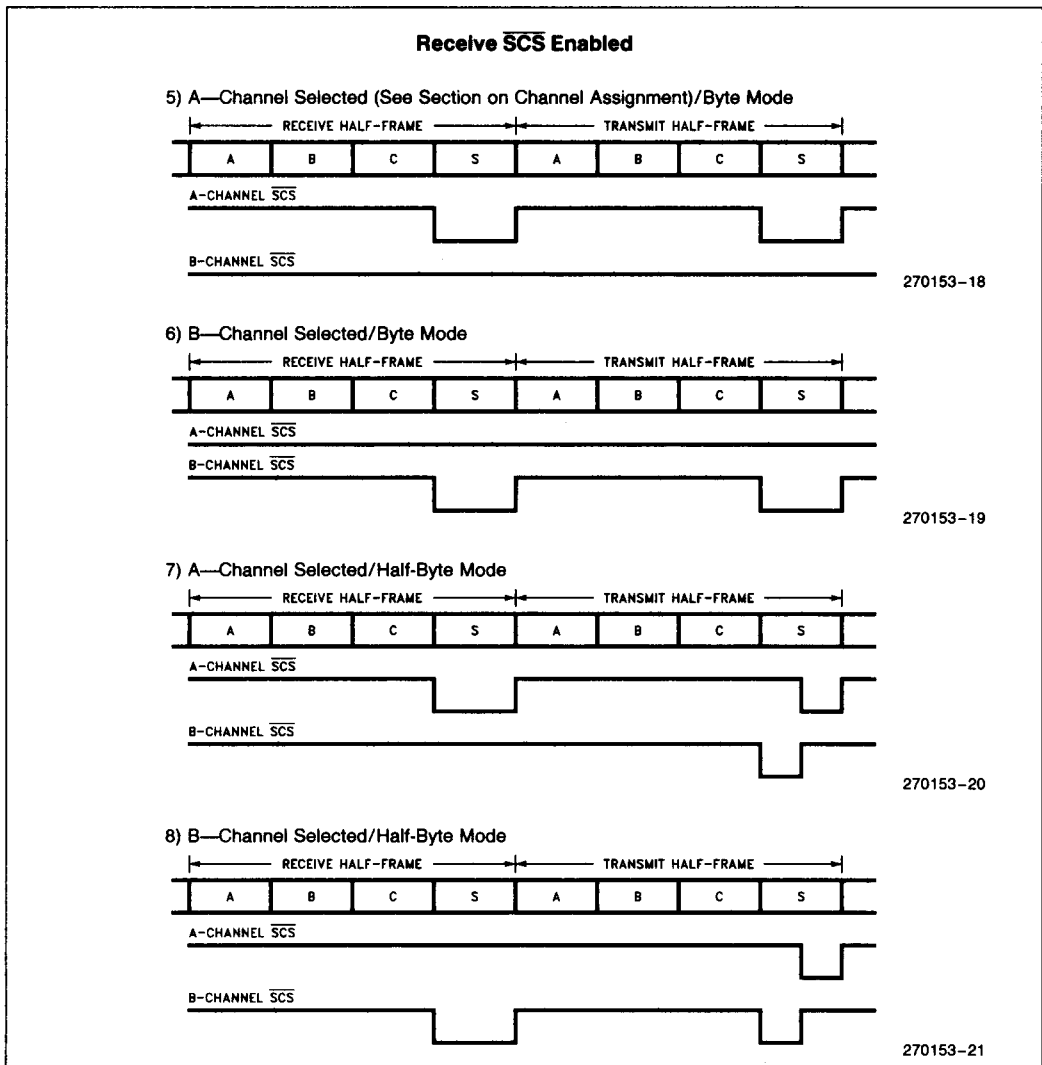 Receive SCS Enabled
5) A—Channel Selected (See Section on Channel Assignment)/Byte Mode
RECEIVE HALF-FRAME TRANSMIT HALF-FRAME
A B C S A B C S
A-CHANNEL SCS
B-CHANNEL SCS
270153-18
6) B—Channel Selected/Byte Mode
RECEIVE HALF-FRAME TRANSMIT HALF-FRAME
A B C S A B C S
A-CHANNEL SCS
B-CHANNEL SCS
270153-19
7) A—Channel Selected/Half-Byte Mode
RECEIVE HALF-FRAME TRANSMIT HALF-FRAME
A B C S A B C S
A-CHANNEL SCS
B-CHANNEL SCS
270153-20
8) B—Channel Selected/Half-Byte Mode
RECEIVE HALF-FRAME TRANSMIT HALF-FRAME
A B C S A B C S
A-CHANNEL SCS
B-CHANNEL SCS
270153-21